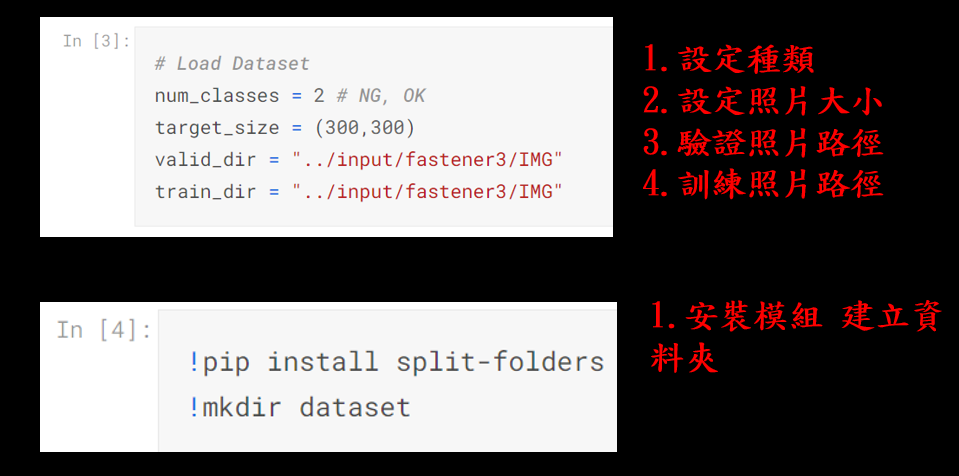 In [3]:
# Load Dataset
num_classes = 2 # NG, OK
target_size = (300,300)
valid_dir = "../input/fastener3/IMG"
train_dir = "../input/fastener3/IMG"
1.設定種類
2.設定照片大小
3.驗證照片路徑
4.訓練照片路徑
In [4]:
!pip install split-folders
!mkdir dataset
1.安裝模組 建立資
料夾